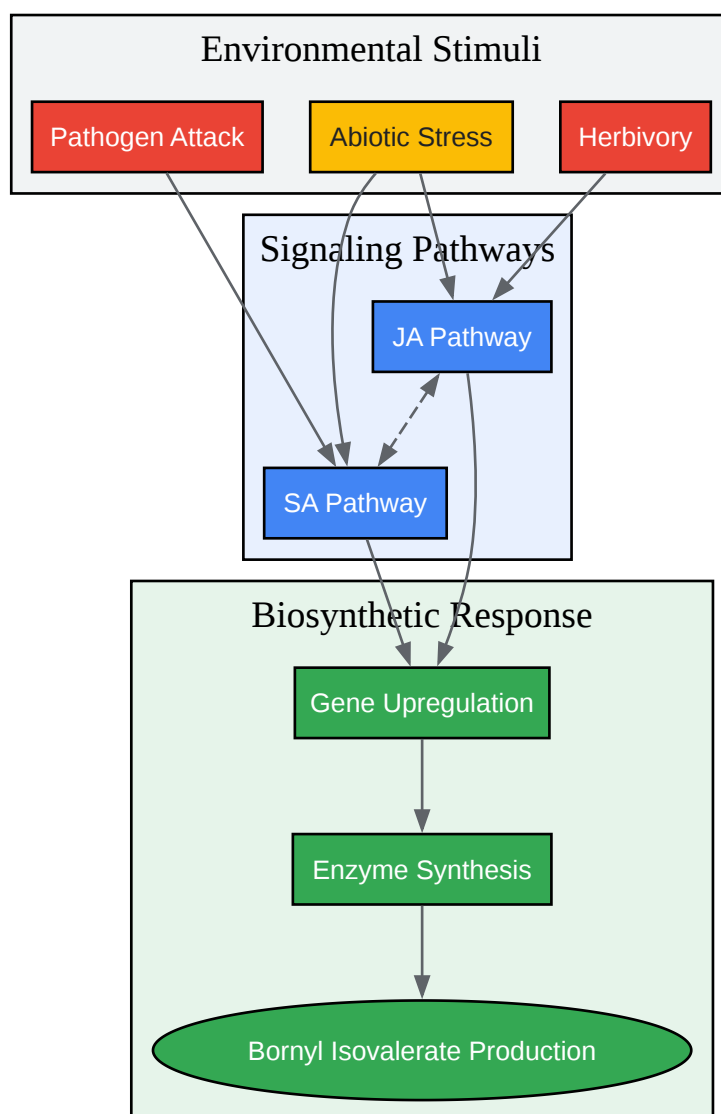 Environmental Stimuli
Pathogen Attack
Abiotic Stress
Herbivory
Signaling Pathways
JA Pathway
SA Pathway
Biosynthetic Response
Gene Upregulation
Enzyme Synthesis
Bornyl Isovalerate Production